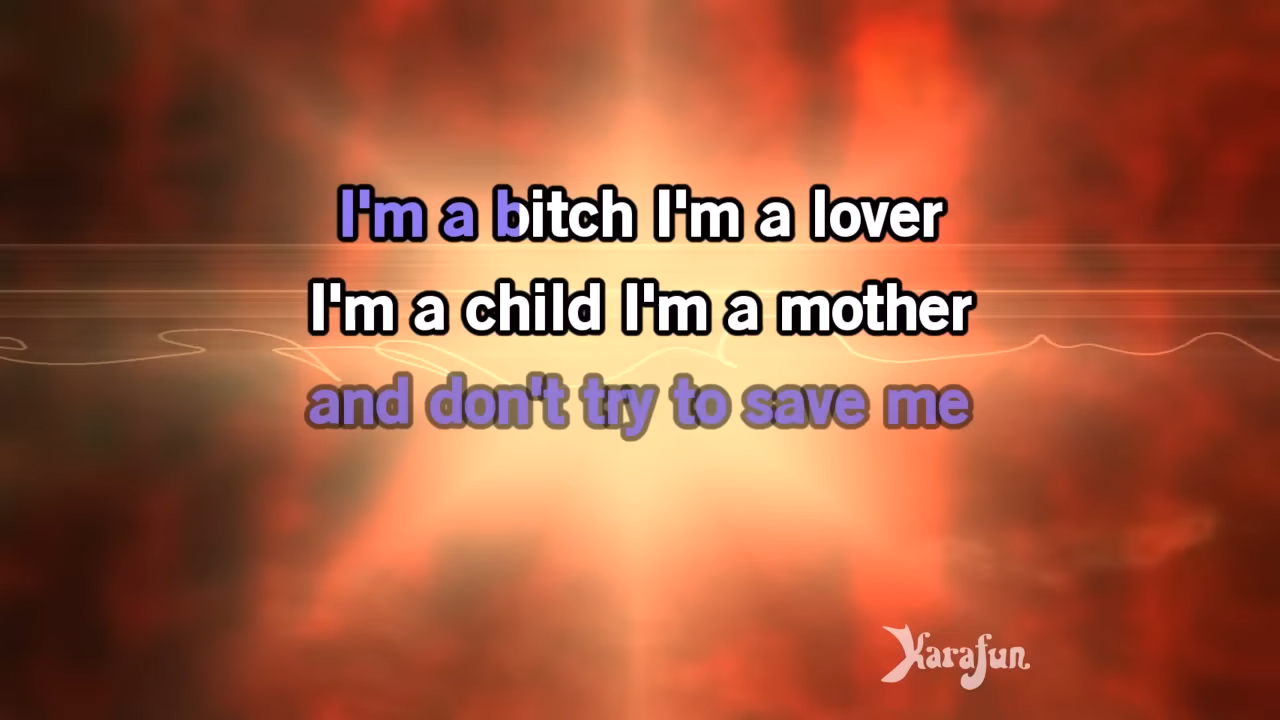 I'm a bitch I'm a lover
I'm a child I'm a mother
and don't try to save me
Karafun